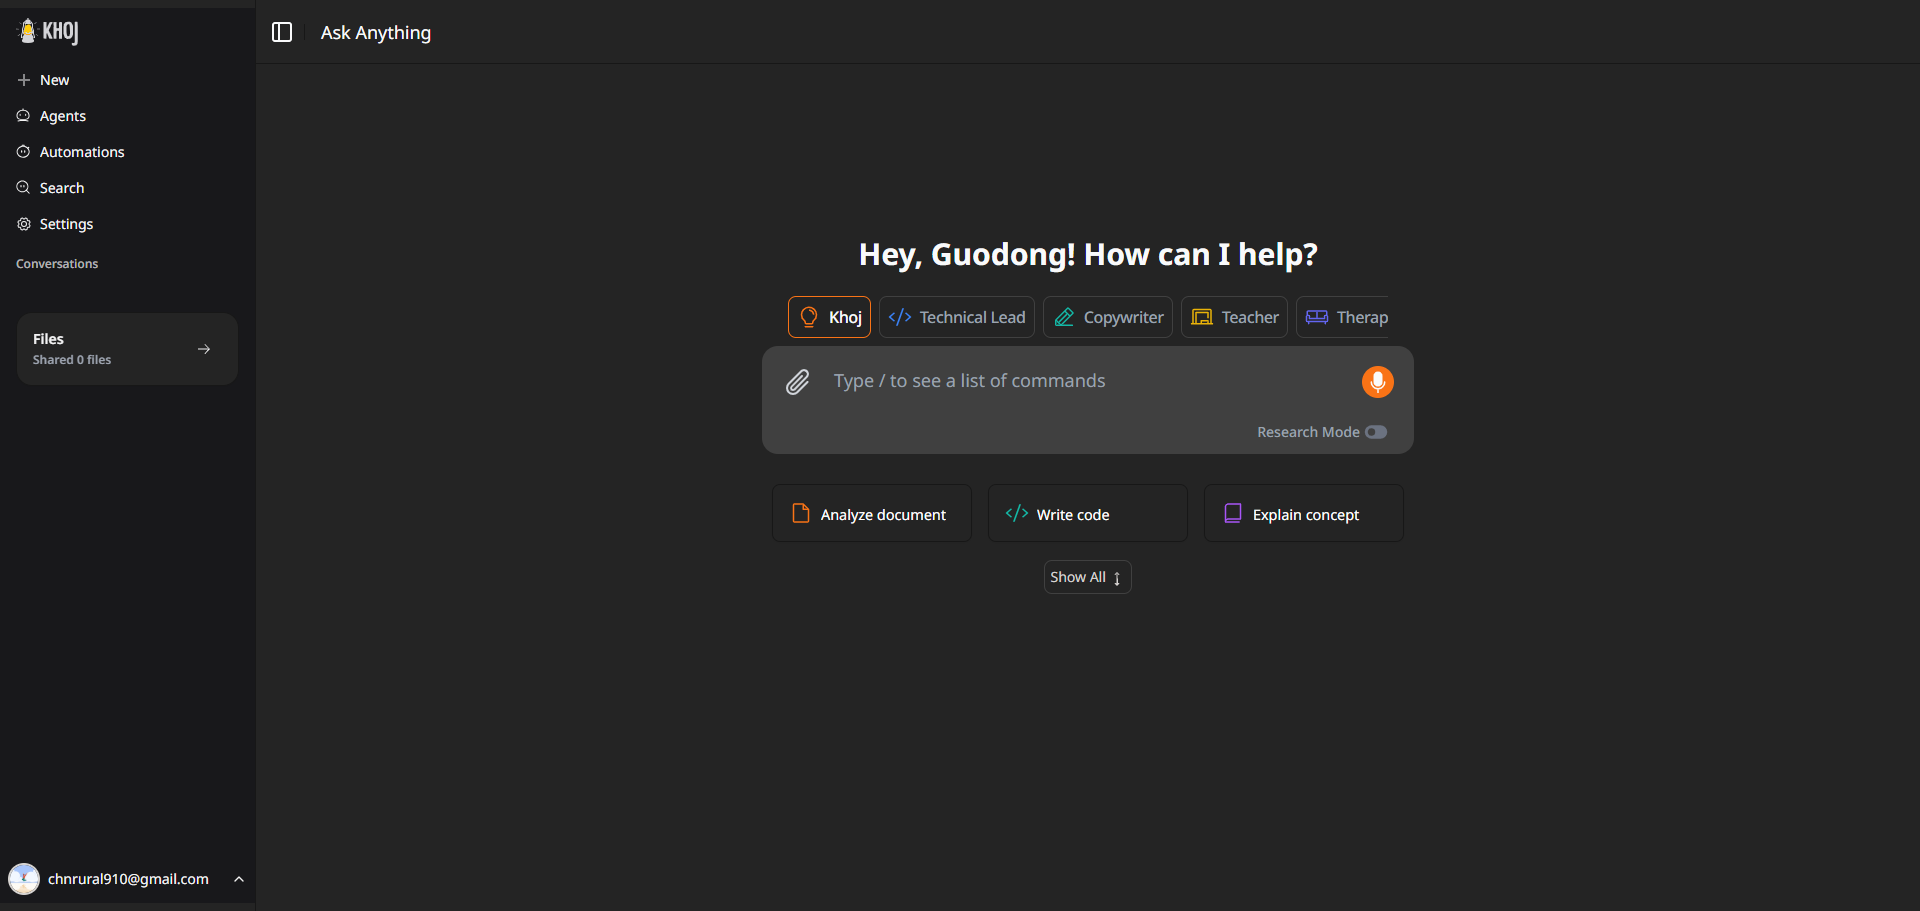 KHOJ
New
Agents
Automations
Search
Settings
Conversations
Files
Shared 0 files
chnrural910@gmail.com
Ask Anything
Hey, Guodong! How can I help?
Khoj
Technical Lead
Copywriter
Teacher
Therap
Type / to see a list of commands
Research Mode
Analyze document
Write code
Explain concept
Show All